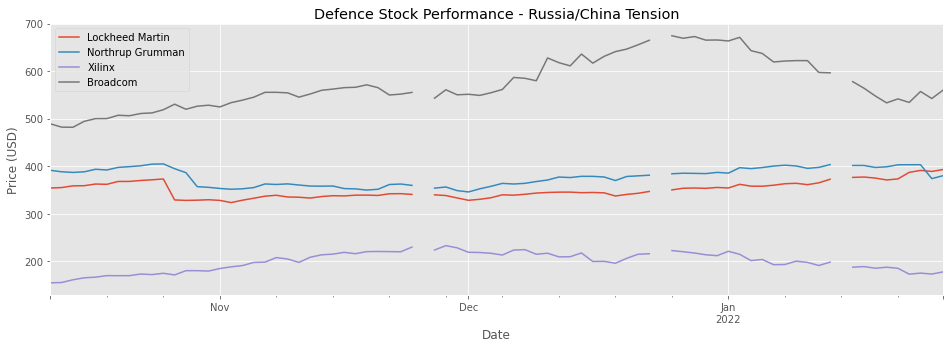 Defence Stock Performance - Russia/China Tension
700
600
500
400
300
200
Price (USD)
Lockheed Martin
Northrup Grumman
Xilinx
Broadcom
Nov
Dec
Jan
2022
Date